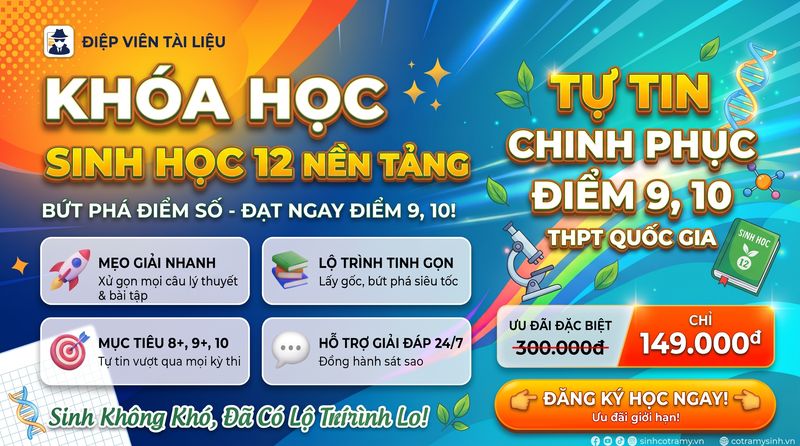 ĐIỆP VIÊN TÀI LIỆU
KHÓA HỌC
SINH HỌC 12 NỀN TẢNG
BỨT PHÁ ĐIỂM SỐ - ĐẠT NGAY ĐIỂM 9, 10!
MẸO GIẢI NHANH
Xử gọn mọi câu lý thuyết
& bài tập
LỘ TRÌNH TINH GỌN
Lấy gốc, bứt phá siêu tốc
MỤC TIÊU 8+, 9+, 10
Tự tin vượt qua mọi kỳ thi
HỖ TRỢ GIẢI ĐÁP 24/7
Đồng hành sát sao
Sinh Không Khó, Đã Có Lộ Trírùnh Lo!
TỰ TIN
CHINH PHỤC
ĐIỂM 9, 10
THPT QUỐC GIA
SINH HỌC
12
ƯU ĐÃI ĐẶC BIỆT
300.000đ
CHỈ
149.000đ
ĐĂNG KÝ HỌC NGAY!
Ưu đãi giới hạn!
sinhcotramy.vn
cotramysinh.vn